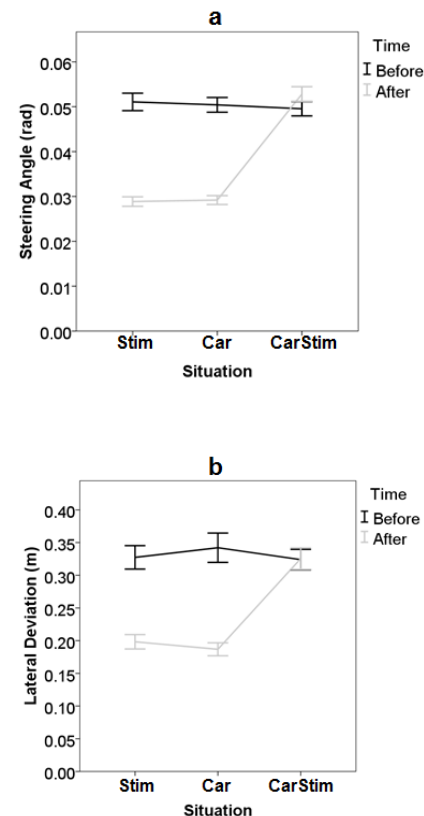 a
Time
Before
After
0.06
0.05
0.04
0.03
0.02
0.01
0.00
Steering Angle (rad)
Stim Car CarStim
Situation
b
Time
Before
After
0.40
0.35
0.30
0.25
0.20
0.15
0.10
0.05
0.00
Lateral Deviation (m)
Stim Car CarStim
Situation